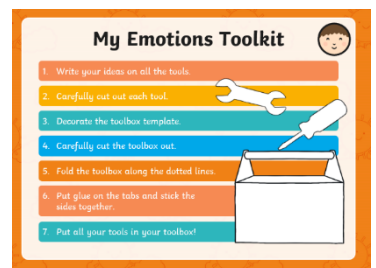 My Emotions Toolkit
1. Write your ideas on all the tools.
2. Carefully cut out each tool.
3. Decorate the toolbox template.
4. Carefully cut the toolbox out.
5. Fold the toolbox along the dotted lines.
6. Put glue on the tabs and stick the
sides together.
7. Put all your tools in your toolbox!